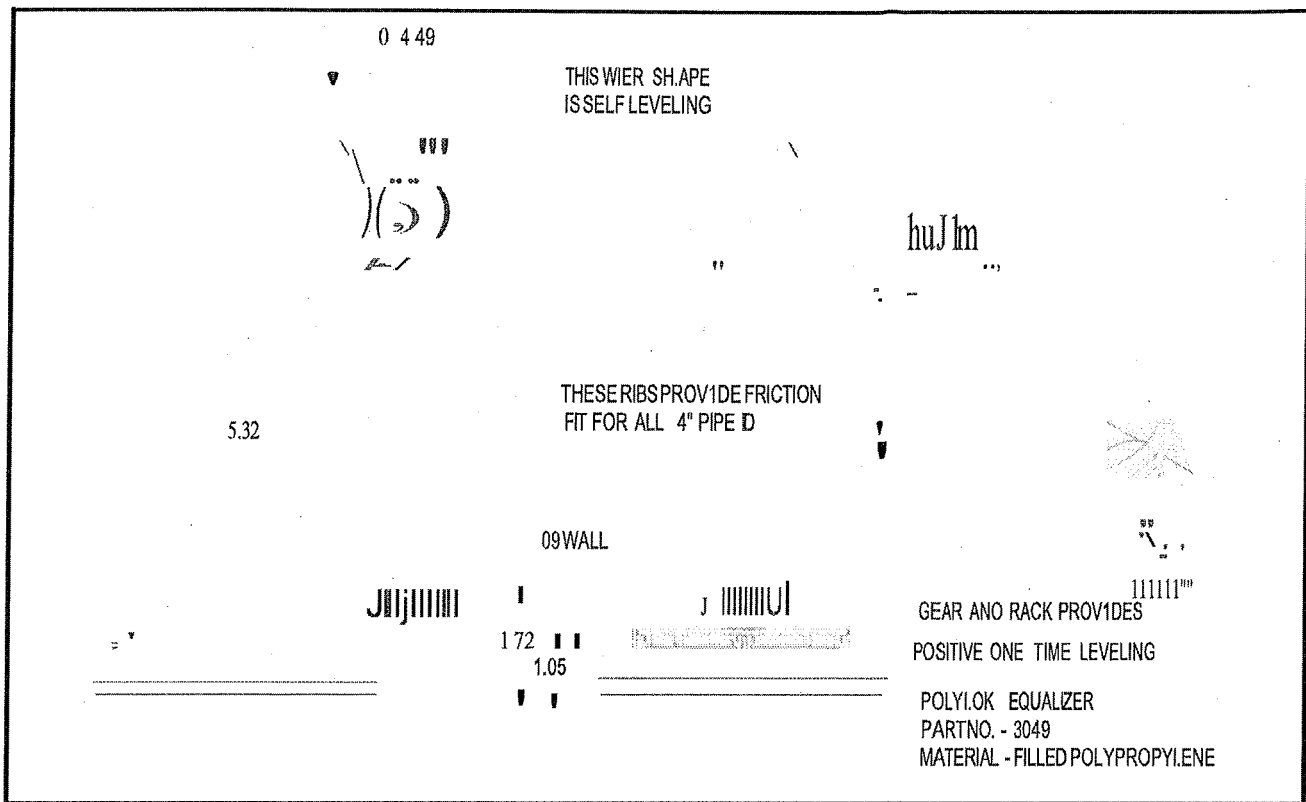 0 4 49
THIS WIER SH.APE
IS SELF LEVELING
huJ lm
THESE RIBS PROV1DE FRICTION
FIT FOR ALL 4" PIPE ID
5.32
09 WALL
1 72
1.05
GEAR ANO RACK PROV1DES
POSITIVE ONE TIME LEVELING
POLYI.OK EQUALIZER
PARTNO. - 3049
MATERIAL - FILLED POLYPROPYI.ENE